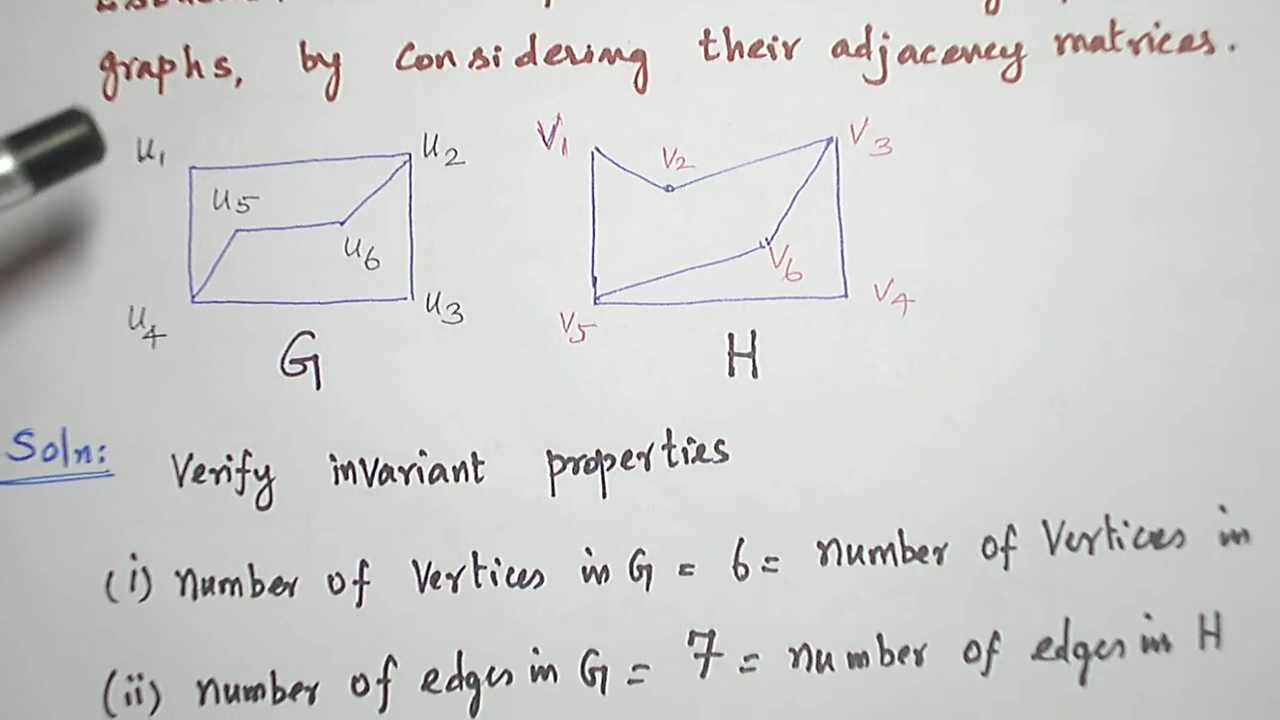 graphs, by considering their adjacency matrices.
u1 u2 V1 V2 V3
u5 u6 V6
u4 u3 V5 V4
G H
Soln: Verify invariant properties
(i) number of Vertices in G = 6 = number of Vertices in
(ii) number of edges in G = 7 = number of edges in H